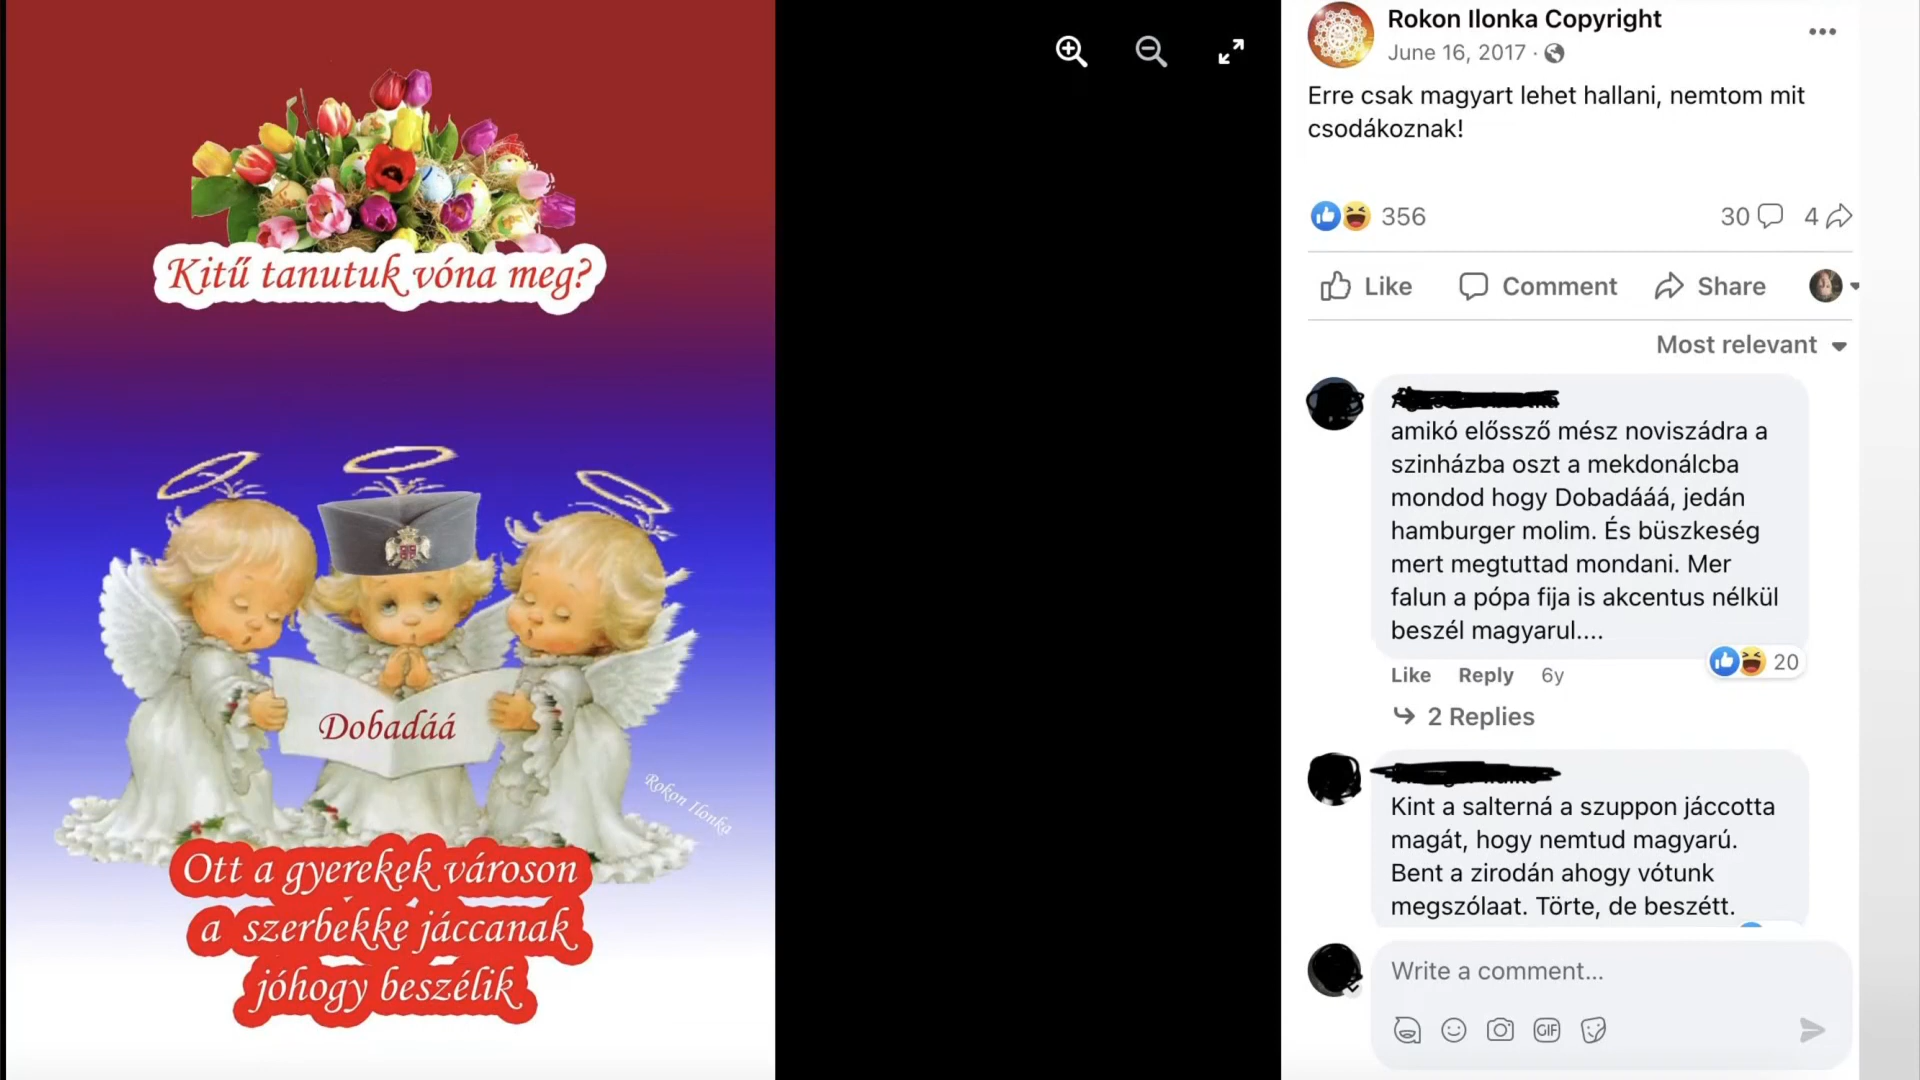 Kitű tanutuk vóna meg?
Dobadáá
Rokon Ilonka
Ott a gyerekek városon
a szerbekke jáccanak
jóhogy beszélik
Rokon Ilonka Copyright
June 16, 2017 ·
Erre csak magyart lehet hallani, nemtom mit
csodákoznak!
356
30
4
Like
Comment
Share
Most relevant
amikó elősszö mész noviszádra a
szinházba oszt a mekdonálcba
mondod hogy Dobadááá, jedán
hamburger molim. És büszkeség
mert megtuttad mondani. Mer
falun a pópa fija is akcentus nélkül
beszél magyarul....
20
Like Reply 6y
2 Replies
Kint a salterná a szuppon jáccotta
magát, hogy nemtud magyarú.
Bent a zirodán ahogy vótunk
megszólaat. Törte, de beszétt.
Write a comment...
GIF